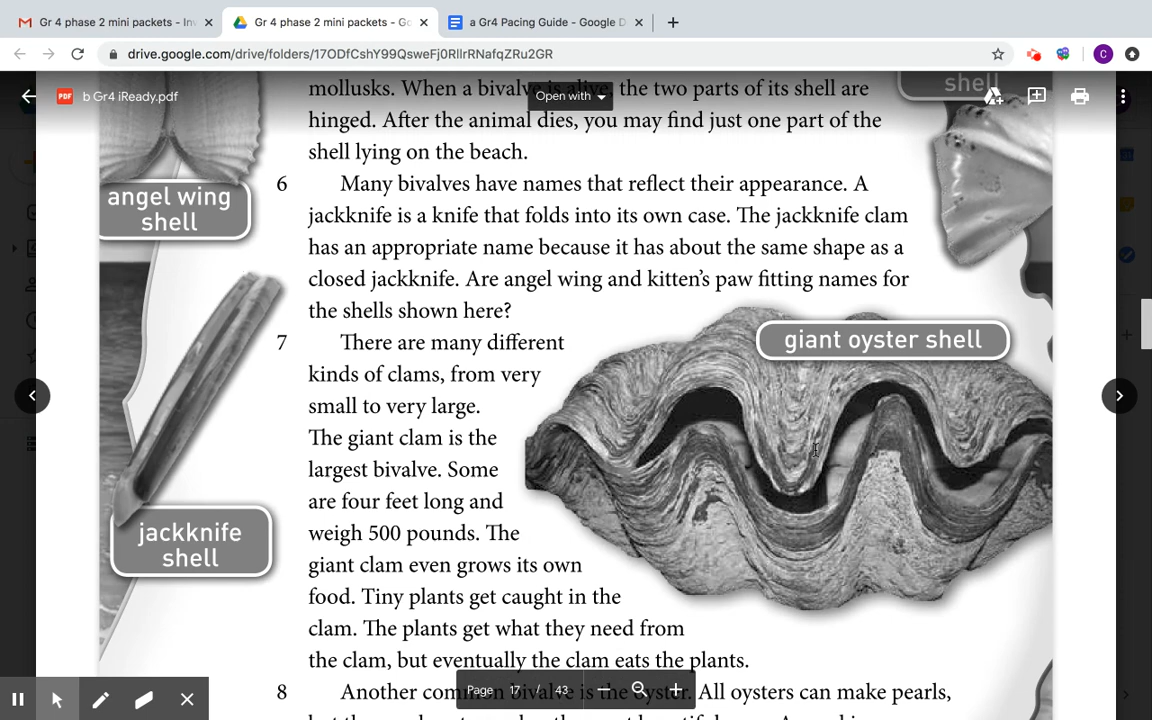 Gr 4 phase 2 mini packets - In
Gr 4 phase 2 mini packets - Go
a Gr4 Pacing Guide - Google D
drive.google.com/drive/folders/17ODfCshY99QsweFj0RlIrRNafqZRu2GR
C
PDF
b Gr4 iReady.pdf
Open with
shell
mollusks. When a bivalve is alive, the two parts of its shell are
hinged. After the animal dies, you may find just one part of the
shell lying on the beach.
angel wing
shell
6 Many bivalves have names that reflect their appearance. A
jackknife is a knife that folds into its own case. The jackknife clam
has an appropriate name because it has about the same shape as a
closed jackknife. Are angel wing and kitten's paw fitting names for
the shells shown here?
giant oyster shell
7 There are many different
kinds of clams, from very
small to very large.
The giant clam is the
largest bivalve. Some
are four feet long and
weigh 500 pounds. The
giant clam even grows its own
food. Tiny plants get caught in the
clam. The plants get what they need from
the clam, but eventually the clam eats the plants.
jackknife
shell
8 Another common bivalve is the oyster. All oysters can make pearls,
Page 17 / 43